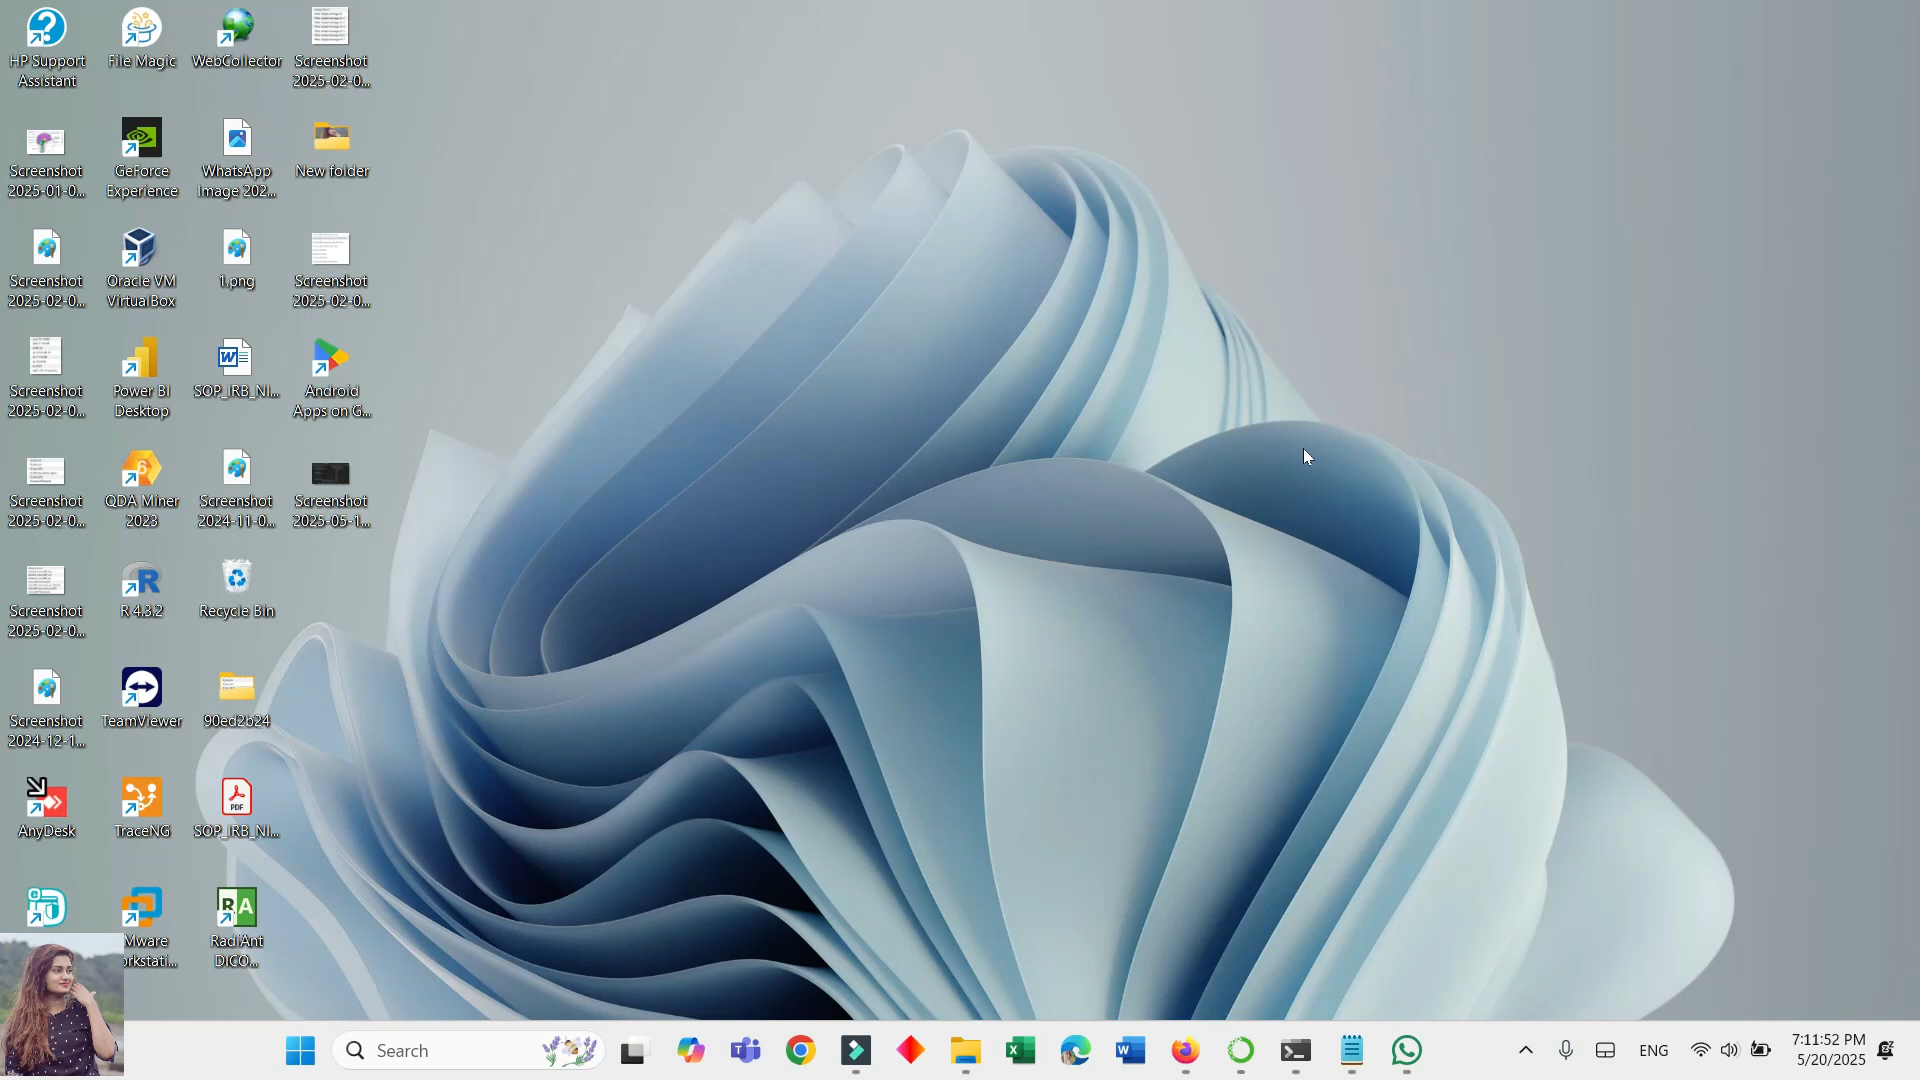 HP Support
Assistant
File Magic
WebCollector
Screenshot
2025-02-0...
Screenshot
2025-01-0...
GeForce
Experience
WhatsApp
Image 202...
New folder
Screenshot
2025-02-0...
Oracle VM
VirtualBox
1.png
Screenshot
2025-02-0...
Screenshot
2025-02-0...
Power BI
Desktop
SOP_IRB_NI...
Android
Apps on G...
Screenshot
2025-02-0...
QDA Miner
2023
Screenshot
2024-11-0...
Screenshot
2025-05-1...
Screenshot
2025-02-0...
R 4.3.2
Recycle Bin
Screenshot
2024-12-1...
TeamViewer
90ed2b24
AnyDesk
TraceNG
PDF
SOP_IRB_NI...
Mware
orkstati...
RA
RadiAnt
DICO...
Search
ENG
7:11:52 PM
5/20/2025